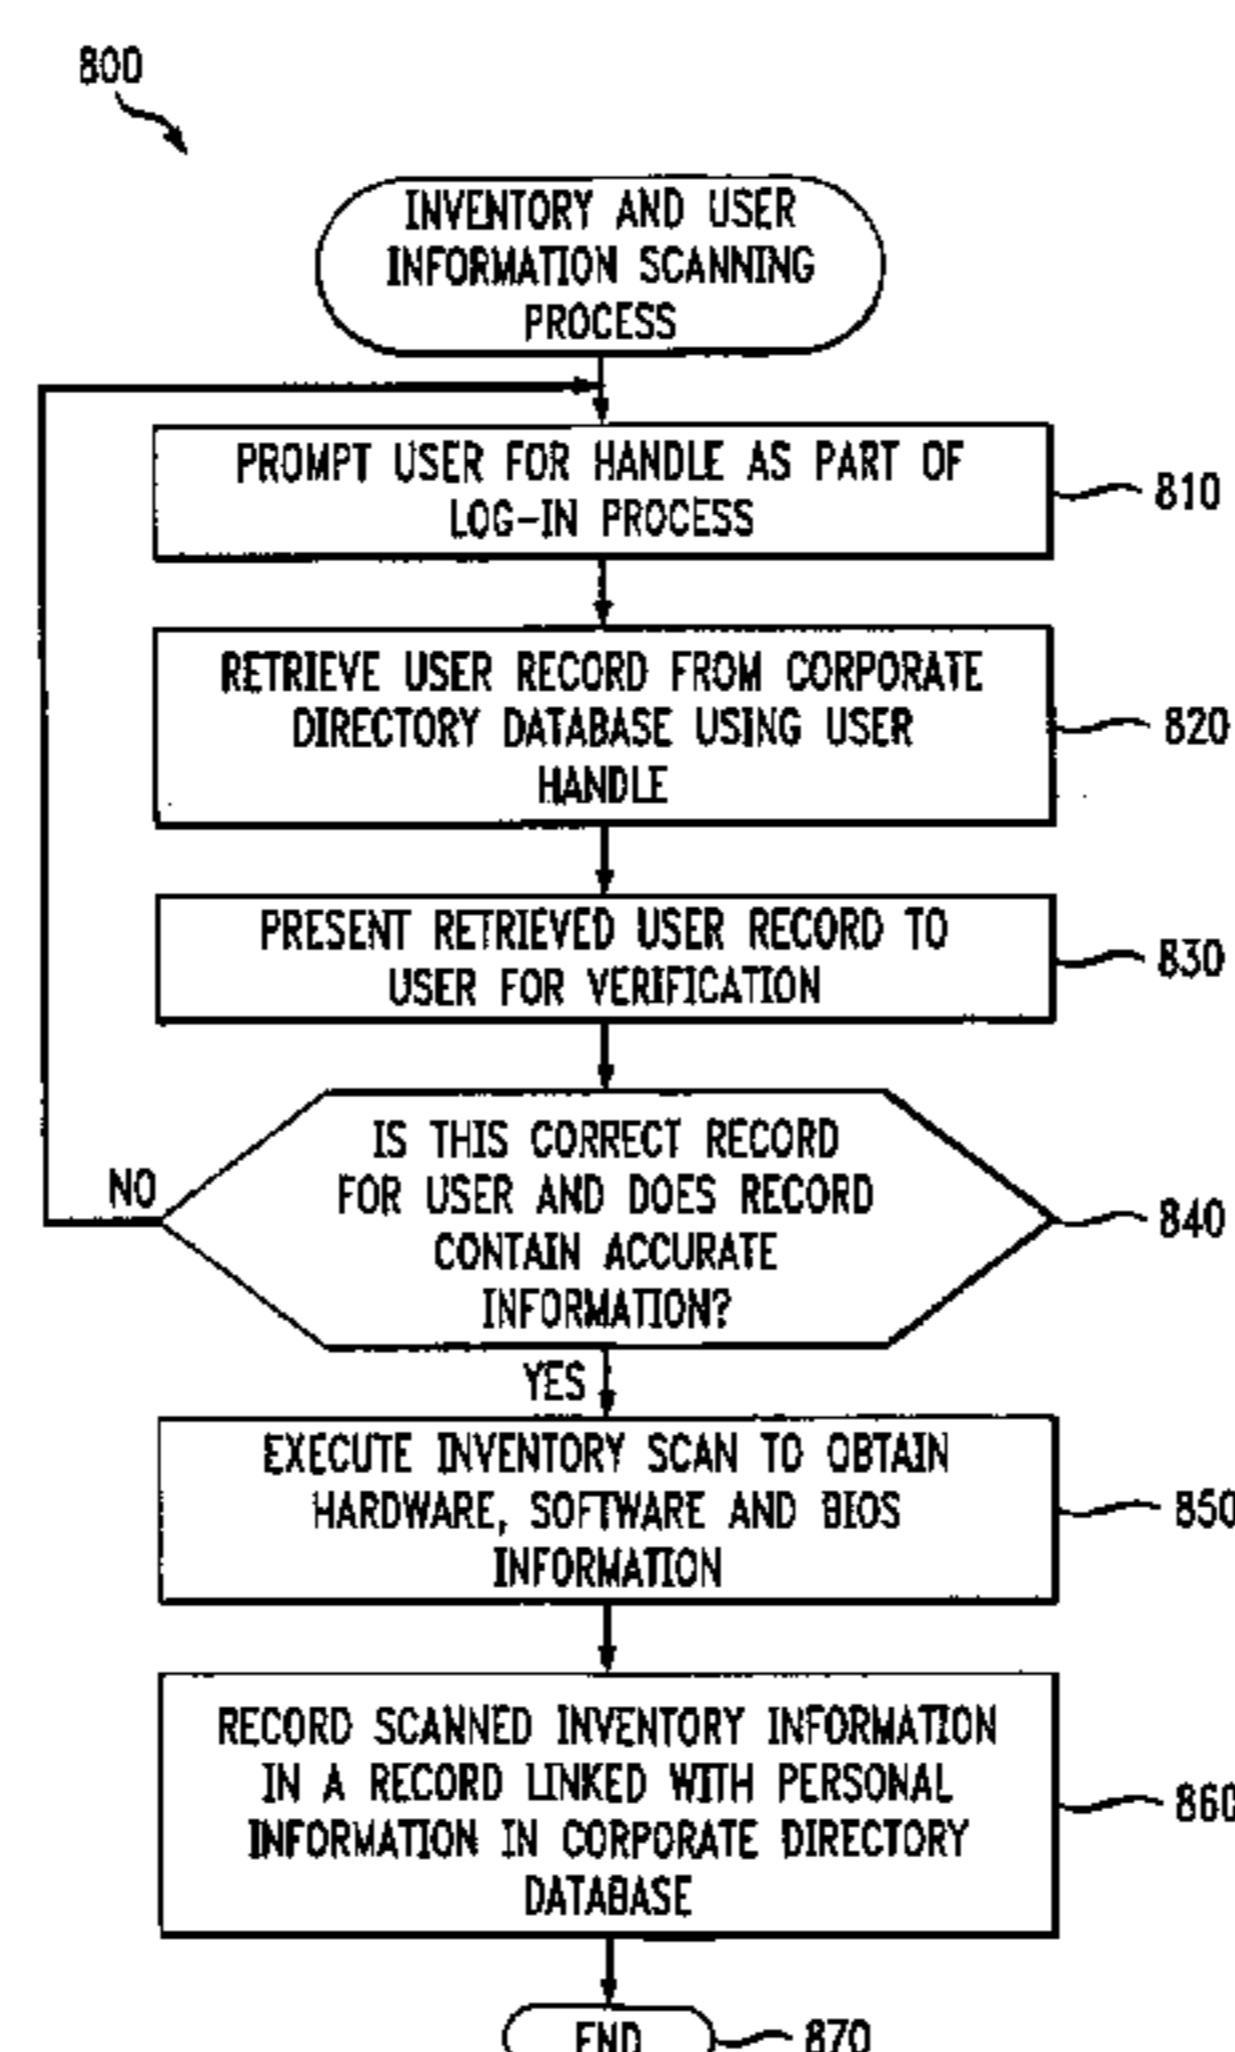 800
INVENTORY AND USER
INFORMATION SCANNING
PROCESS
PROMPT USER FOR HANDLE AS PART OF
LOG-IN PROCESS
810
RETRIEVE USER RECORD FROM CORPORATE
DIRECTORY DATABASE USING USER
HANDLE
820
PRESENT RETRIEVED USER RECORD TO
USER FOR VERIFICATION
830
IS THIS CORRECT RECORD
FOR USER AND DOES RECORD
CONTAIN ACCURATE
INFORMATION?
840
NO
YES
EXECUTE INVENTORY SCAN TO OBTAIN
HARDWARE, SOFTWARE AND BIOS
INFORMATION
850
RECORD SCANNED INVENTORY INFORMATION
IN A RECORD LINKED WITH PERSONAL
INFORMATION IN CORPORATE DIRECTORY
DATABASE
860
END
870